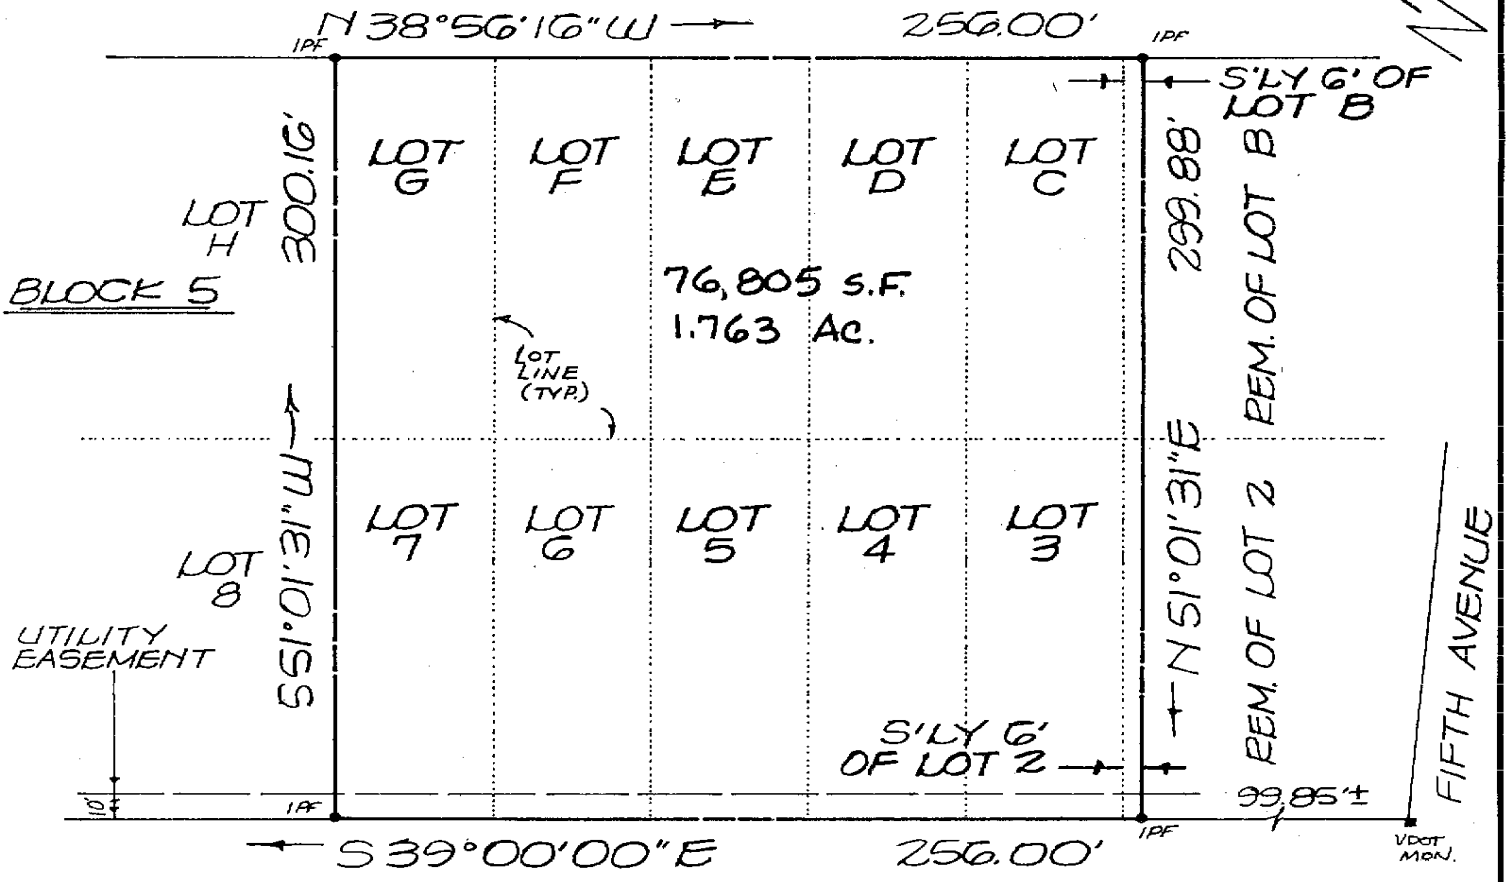 N 38°56'16" W 256.00'
IPF
IPF
S'LY 6' OF
LOT B
300.16'
LOT
G
LOT
F
LOT
E
LOT
D
LOT
C
299.88'
REM. OF LOT B
LOT
H
BLOCK 5
76,805 S.F.
1.763 AC.
LOT
LINE
(TYP.)
S51°01'31" W
N 51°01'31" E
LOT
7
LOT
6
LOT
5
LOT
4
LOT
3
REM. OF LOT 2
LOT
8
FIFTH AVENUE
UTILITY
EASEMENT
S'LY 6'
OF LOT 2
10'
IPF
99.85'±
IPF
VDOT
MON.
S 39°00'00" E 256.00'